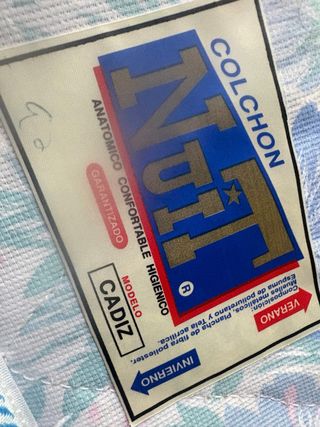 COLCHON
NUIT
®
ANATOMICO CONFORTABLE HIGIENICO
GARANTIZADO
MODELO
CADIZ
VERANO
Composicion:
Muelles metálicos. Plancha de fibra poliester.
Espuma de poliuretano y Tela acrílica.
INVIERNO